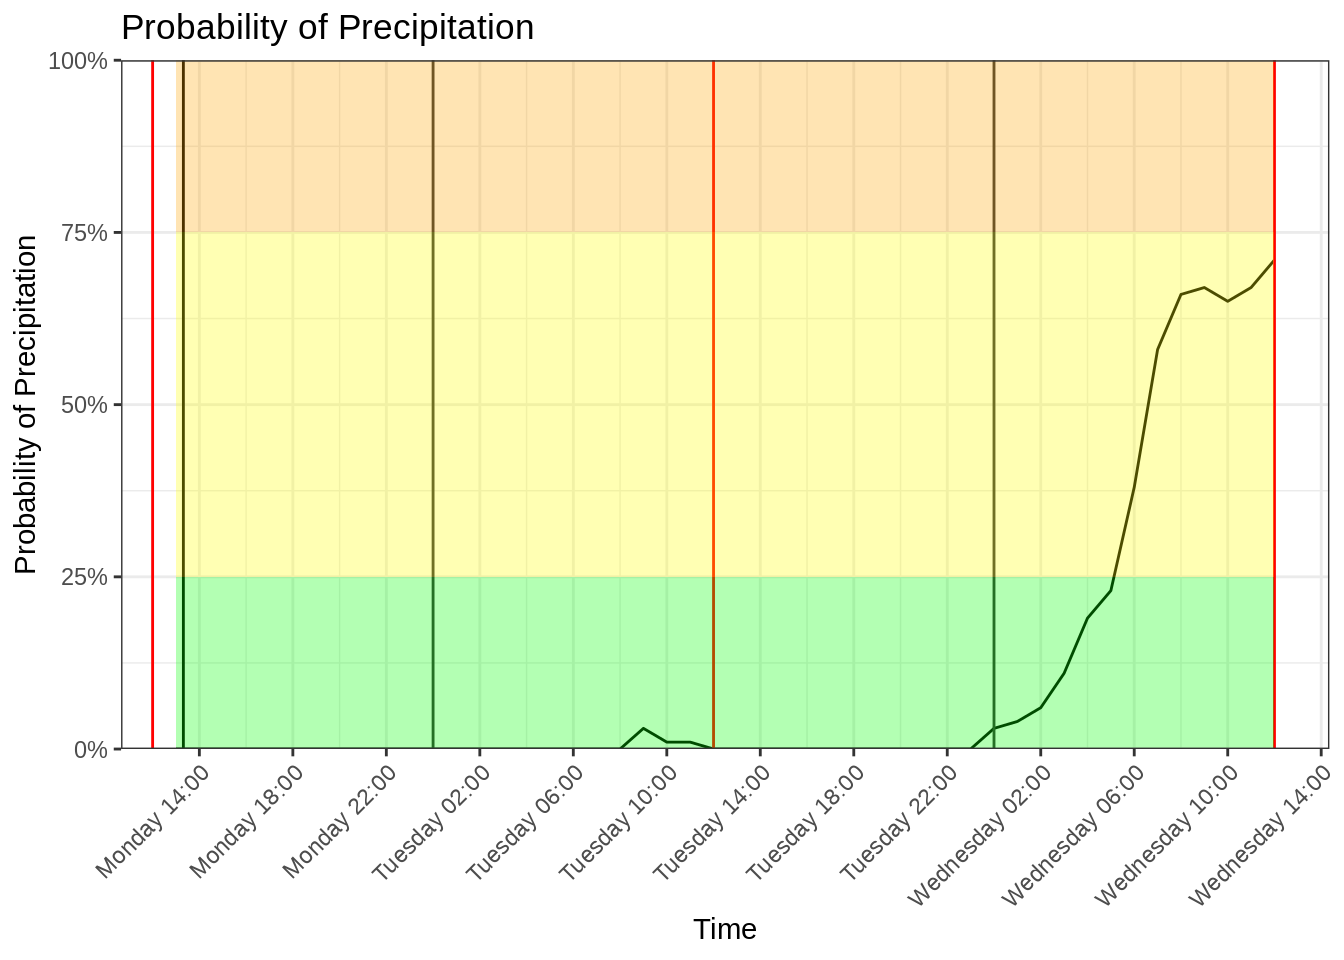 Probability of Precipitation
Probability of Precipitation
100%
75%
50%
25%
0%
Monday 14:00
Monday 18:00
Monday 22:00
Tuesday 02:00
Tuesday 06:00
Tuesday 10:00
Tuesday 14:00
Tuesday 18:00
Tuesday 22:00
Wednesday 02:00
Wednesday 06:00
Wednesday 10:00
Wednesday 14:00
Time